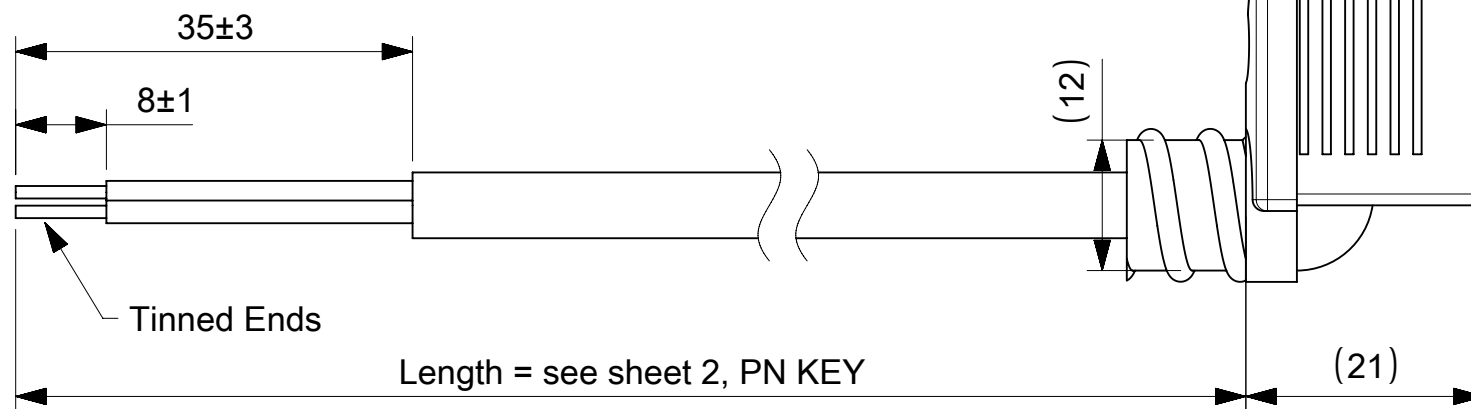 35±3
8±1
(12)
Tinned Ends
Length = see sheet 2, PN KEY
(21)